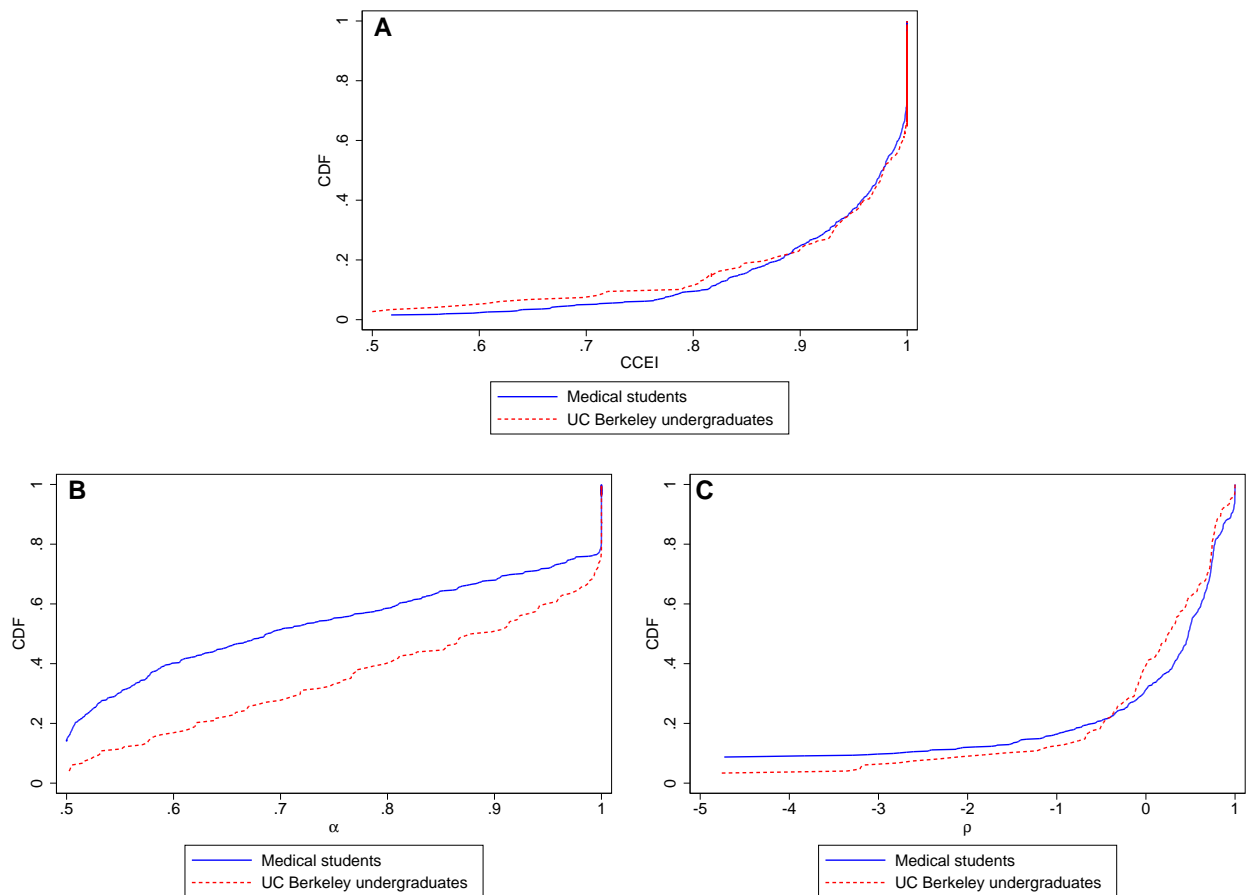 A
CDF
0
.2
.4
.6
.8
1
.5
.6
.7
.8
.9
1
CCEI
Medical students
UC Berkeley undergraduates
B
CDF
0
.2
.4
.6
.8
1
.5
.6
.7
.8
.9
1
α
Medical students
UC Berkeley undergraduates
C
CDF
0
.2
.4
.6
.8
1
-5
-4
-3
-2
-1
0
1
ρ
Medical students
UC Berkeley undergraduates